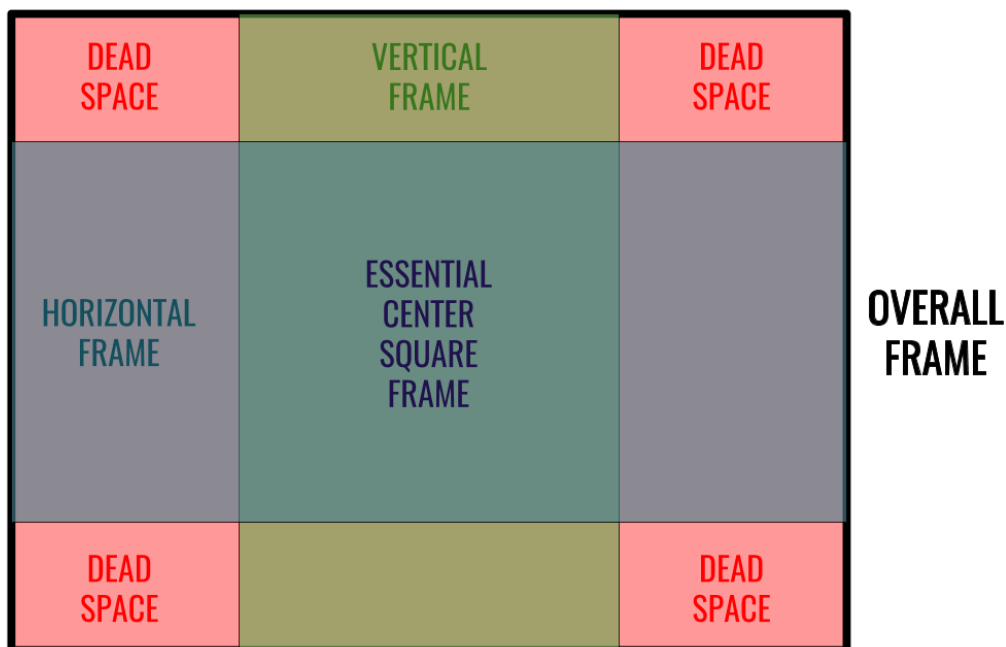 DEAD
SPACE
VERTICAL
FRAME
DEAD
SPACE
HORIZONTAL
FRAME
ESSENTIAL
CENTER
SQUARE
FRAME
OVERALL
FRAME
DEAD
SPACE
DEAD
SPACE